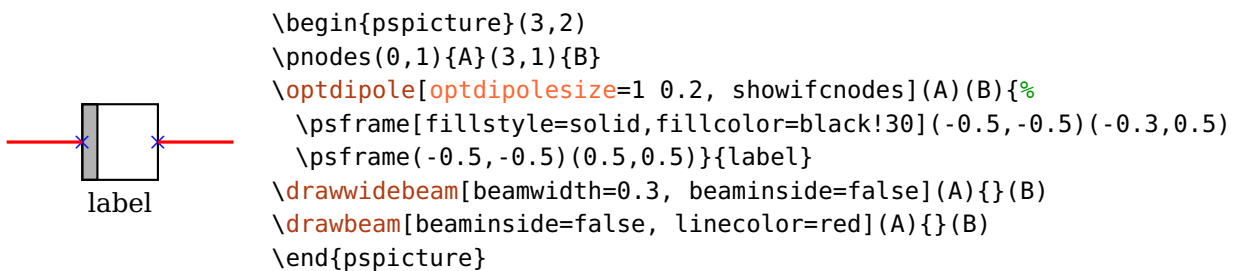 \begin{pspicture}(3,2)
\pnodes(0,1){A}(3,1){B}
\optdipole[optdipolesize=1 0.2, showifcnodes](A)(B){%
\psframe[fillstyle=solid,fillcolor=black!30](-0.5,-0.5)(-0.3,0.5)
\psframe(-0.5,-0.5)(0.5,0.5)}{label}
\drawwidebeam[beamwidth=0.3, beaminside=false](A){}(B)
\drawbeam[beaminside=false, linecolor=red](A){}(B)
\end{pspicture}
label